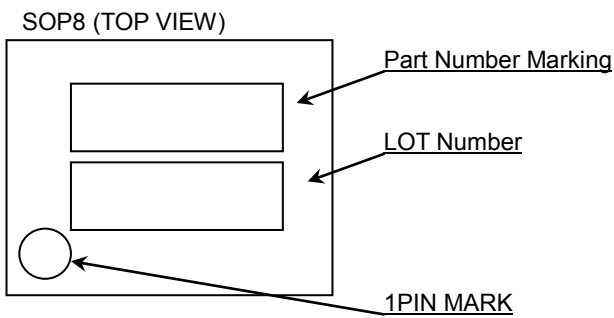 SOP8 (TOP VIEW)
Part Number Marking
LOT Number
1PIN MARK